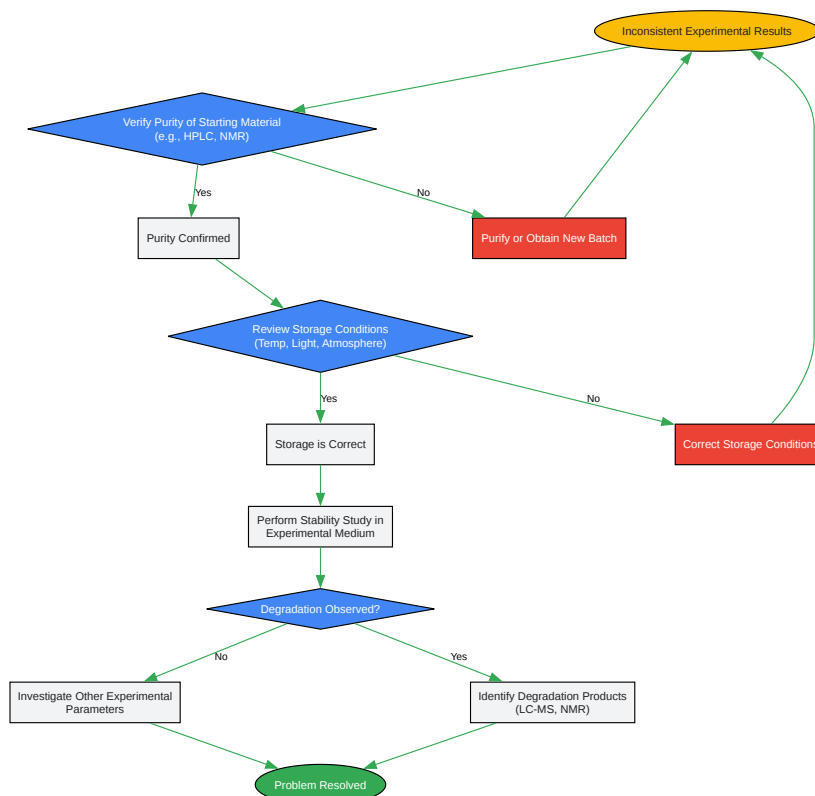 Inconsistent Experimental Results
Verify Purity of Starting Material
(e.g., HPLC, NMR)
Yes
No
Purity Confirmed
Purify or Obtain New Batch
Review Storage Conditions
(Temp, Light, Atmosphere)
Yes
No
Storage is Correct
Correct Storage Conditions
Perform Stability Study in
Experimental Medium
Degradation Observed?
No
Yes
Investigate Other Experimental
Parameters
Identify Degradation Products
(LC-MS, NMR)
Problem Resolved